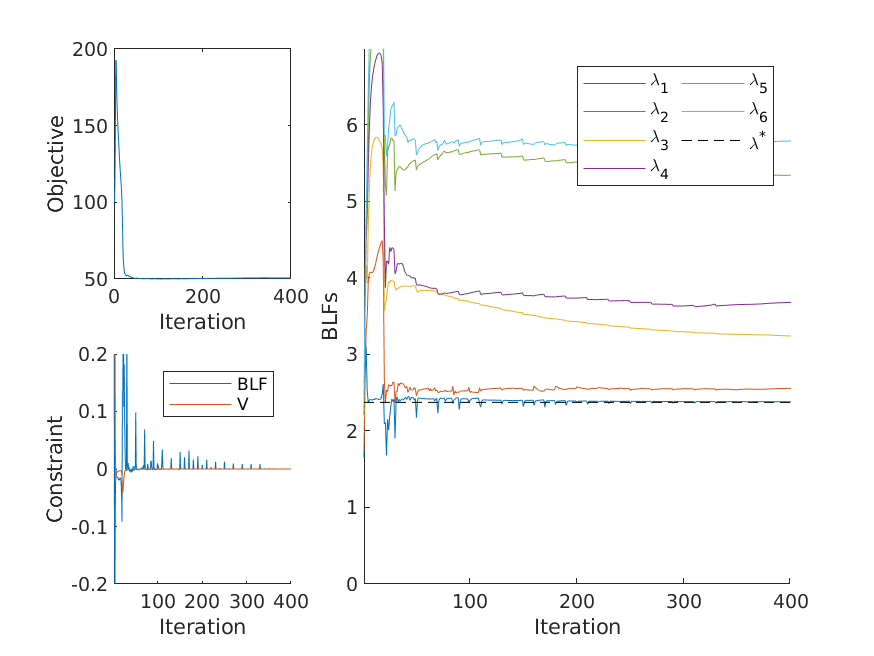 200
150
100
50
0
200
400
Objective
Iteration
0.2
0.1
0
-0.1
-0.2
100 200 300 400
Constraint
Iteration
BLF
V
6
5
4
3
2
1
0
100
200
300
400
BLFs
Iteration
λ1
λ2
λ3
λ4
λ5
λ6
λ*